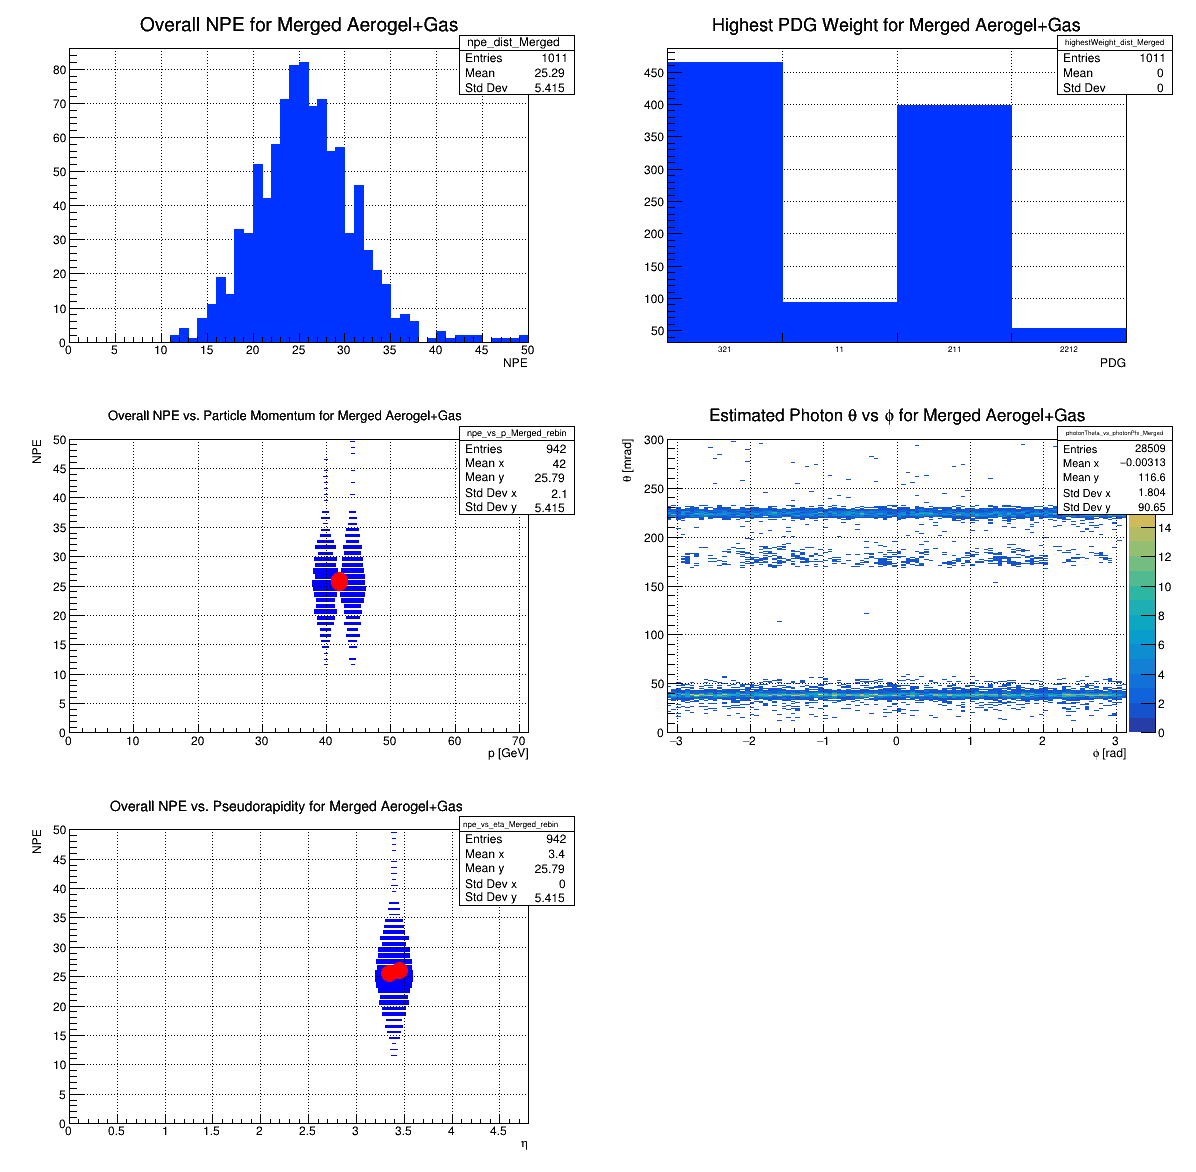 Overall NPE for Merged Aerogel+Gas
npe_dist_Merged
Entries 1011
Mean 25.29
Std Dev 5.415
80
70
60
50
40
30
20
10
0
0 5 10 15 20 25 30 35 40 45 50
NPE
Highest PDG Weight for Merged Aerogel+Gas
highestWeight_dist_Merged
Entries 1011
Mean 0
Std Dev 0
450
400
350
300
250
200
150
100
50
321 11 211 2212
PDG
Overall NPE vs. Particle Momentum for Merged Aerogel+Gas
NPE
npe_vs_p_Merged_rebin
Entries 942
Mean x 42
Mean y 25.79
Std Dev x 2.1
Std Dev y 5.415
50
45
40
35
30
25
20
15
10
5
0
0 10 20 30 40 50 60 70
p [GeV]
Estimated Photon θ vs ϕ for Merged Aerogel+Gas
θ [mrad]
photonTheta_vs_photonPhi_Merged
Entries 28509
Mean x −0.00313
Mean y 116.6
Std Dev x 1.804
Std Dev y 90.65
300
250
200
150
100
50
0
−3 −2 −1 0 1 2 3
ϕ [rad]
14
12
10
8
6
4
2
0
Overall NPE vs. Pseudorapidity for Merged Aerogel+Gas
NPE
npe_vs_eta_Merged_rebin
Entries 942
Mean x 3.4
Mean y 25.79
Std Dev x 0
Std Dev y 5.415
50
45
40
35
30
25
20
15
10
5
0
0 0.5 1 1.5 2 2.5 3 3.5 4 4.5
η